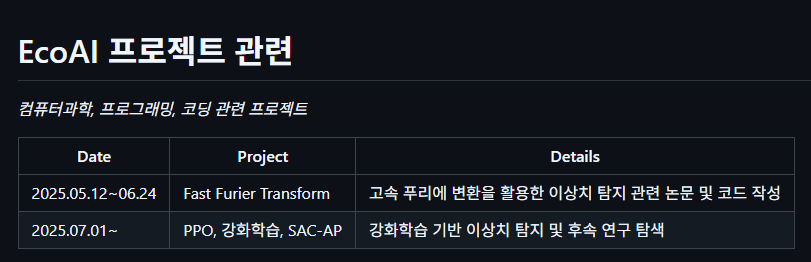 EcoAI 프로젝트 관련
컴퓨터과학, 프로그래밍, 코딩 관련 프로젝트
Date Project Details
2025.05.12~06.24 Fast Furier Transform 고속 푸리에 변환을 활용한 이상치 탐지 관련 논문 및 코드 작성
2025.07.01~ PPO, 강화학습, SAC-AP 강화학습 기반 이상치 탐지 및 후속 연구 탐색